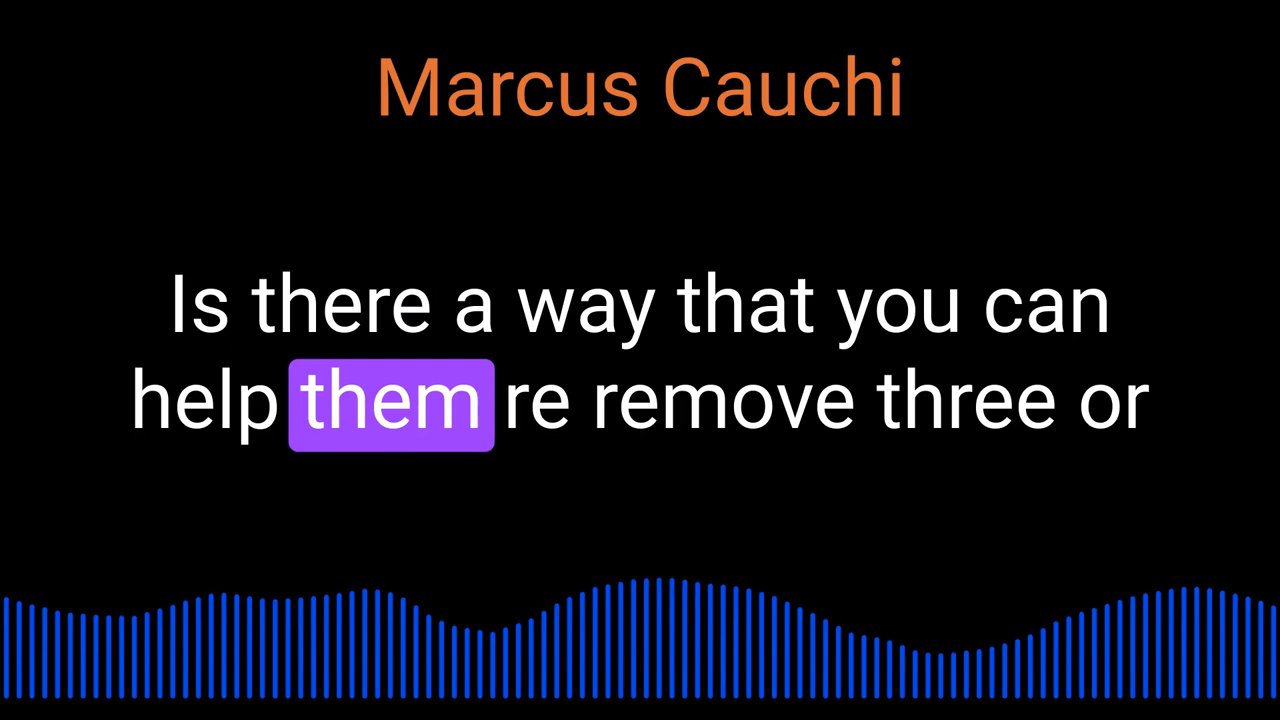 Marcus Cauchi
Is there a way that you can
help them re remove three or